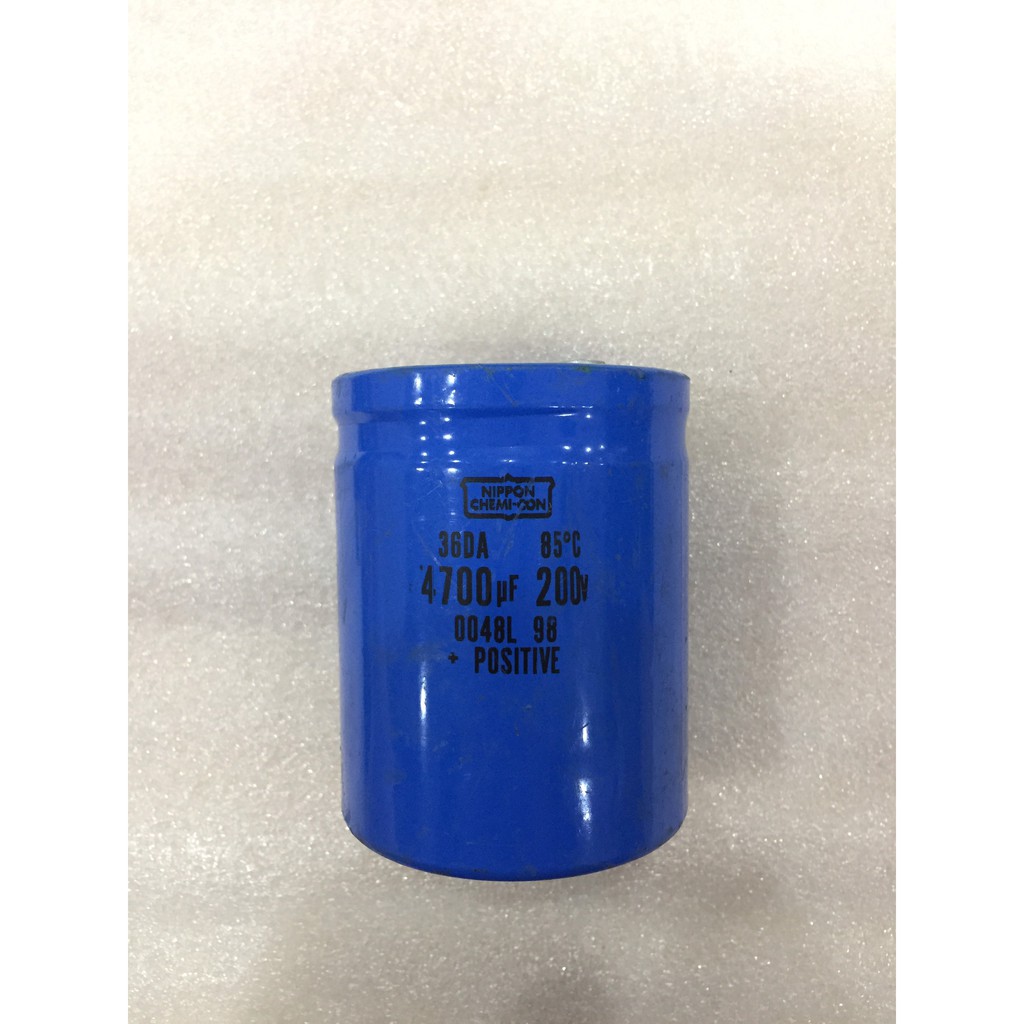 NIPPON
CHEMI-CON
36DA 85°C
4700µF 200V
0048L 98
+ POSITIVE